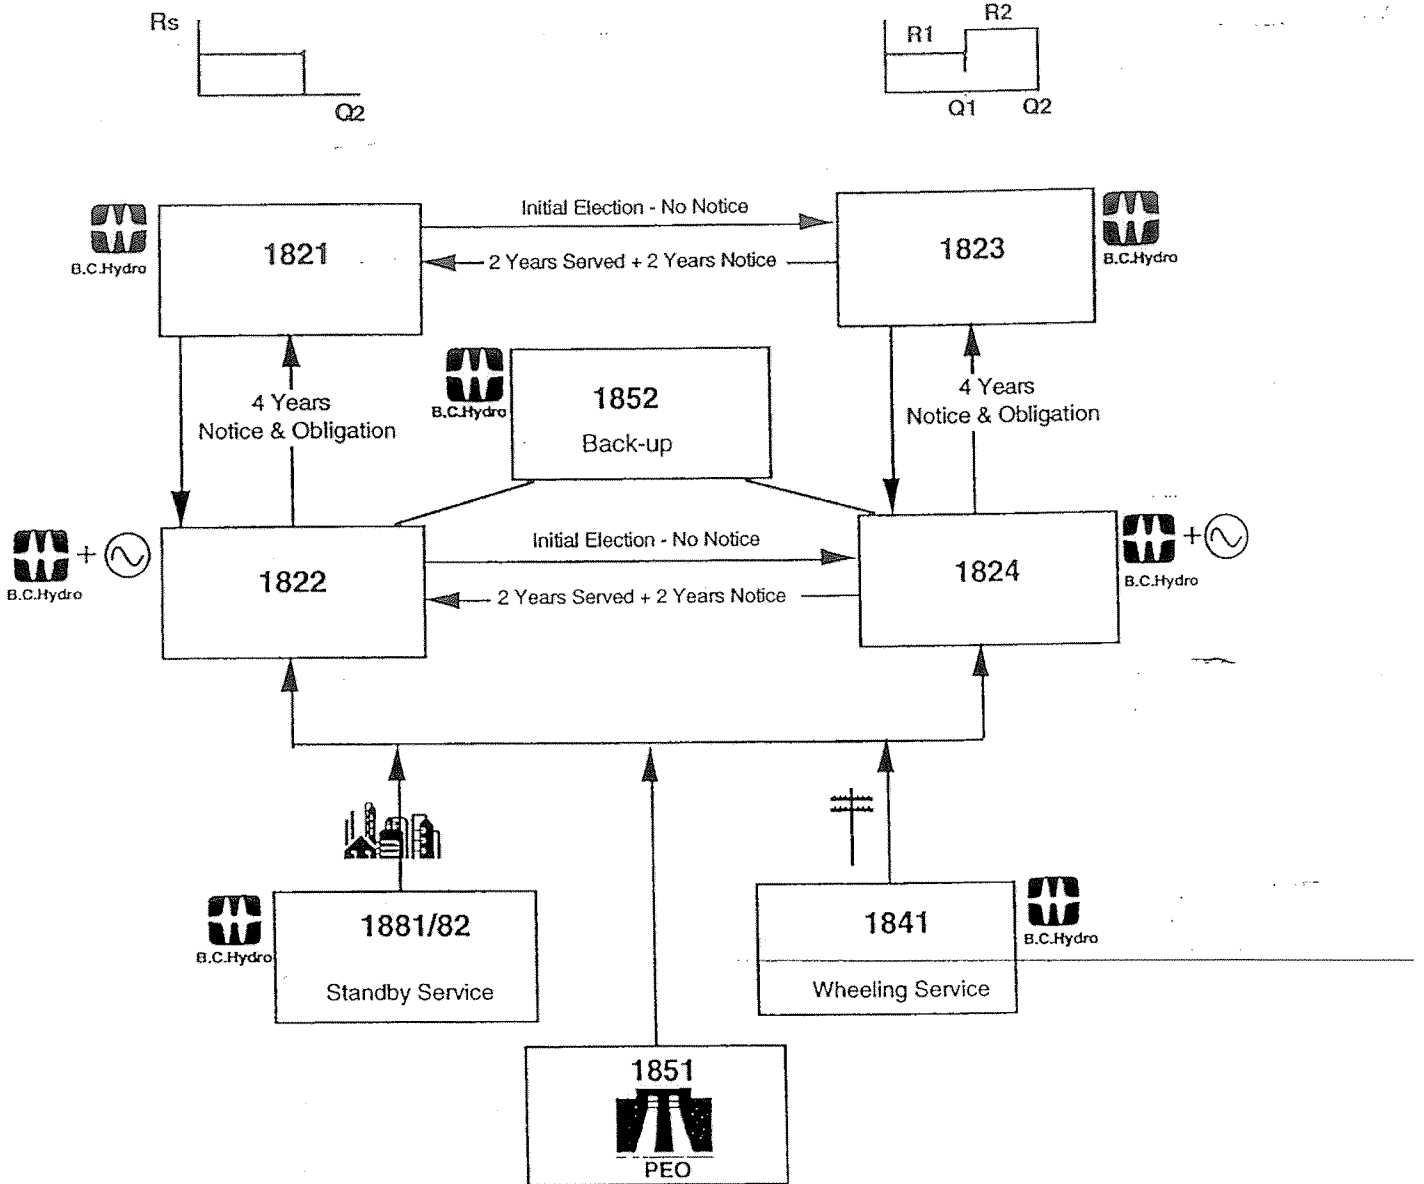 Rs
Q2
R1
R2
Q1
Q2
B.C.Hydro
1821
Initial Election - No Notice
2 Years Served + 2 Years Notice
1823
B.C.Hydro
4 Years
Notice & Obligation
B.C.Hydro
1852
Back-up
4 Years
Notice & Obligation
+
B.C.Hydro
1822
Initial Election - No Notice
2 Years Served + 2 Years Notice
1824
+
B.C.Hydro
B.C.Hydro
1881/82
Standby Service
1841
Wheeling Service
B.C.Hydro
1851
PEO